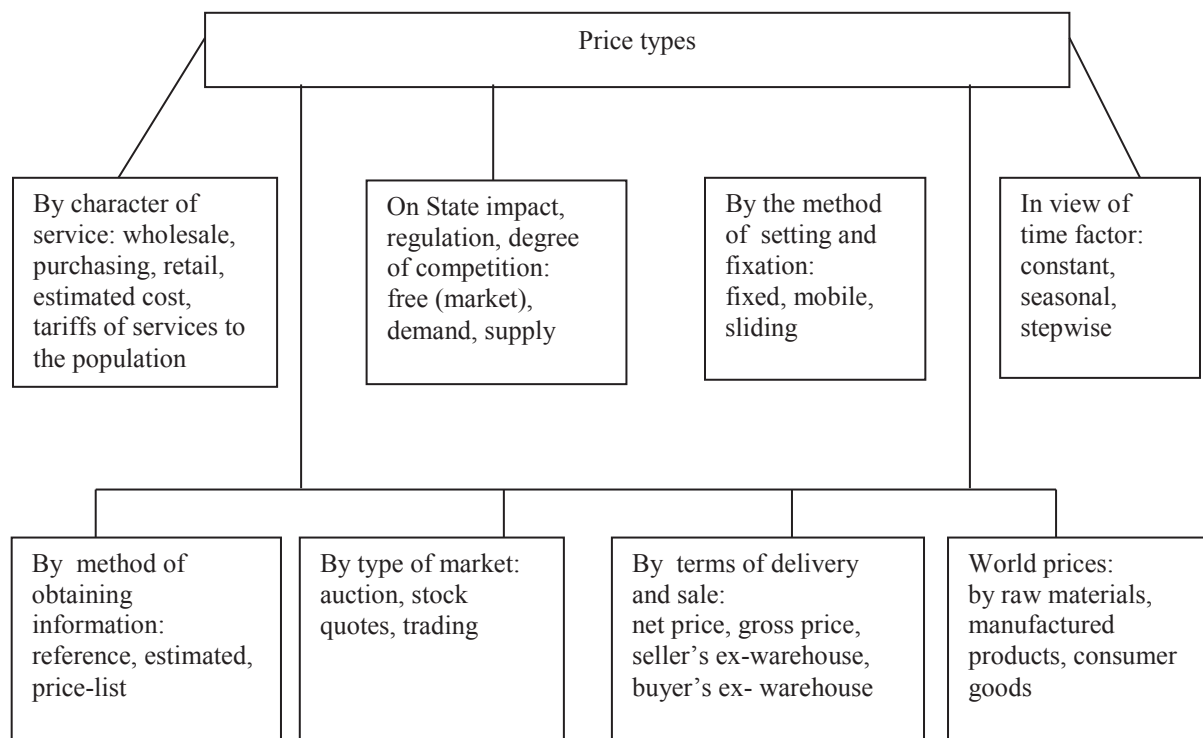 Price types
By character of
service: wholesale,
purchasing, retail,
estimated cost,
tariffs of services to
the population
On State impact,
regulation, degree
of competition:
free (market),
demand, supply
By the method
of setting and
fixation:
fixed, mobile,
sliding
In view of
time factor:
constant,
seasonal,
stepwise
By method of
obtaining
information:
reference, estimated,
price-list
By type of market:
auction, stock
quotes, trading
By terms of delivery
and sale:
net price, gross price,
seller’s ex-warehouse,
buyer’s ex- warehouse
World prices:
by raw materials,
manufactured
products, consumer
goods